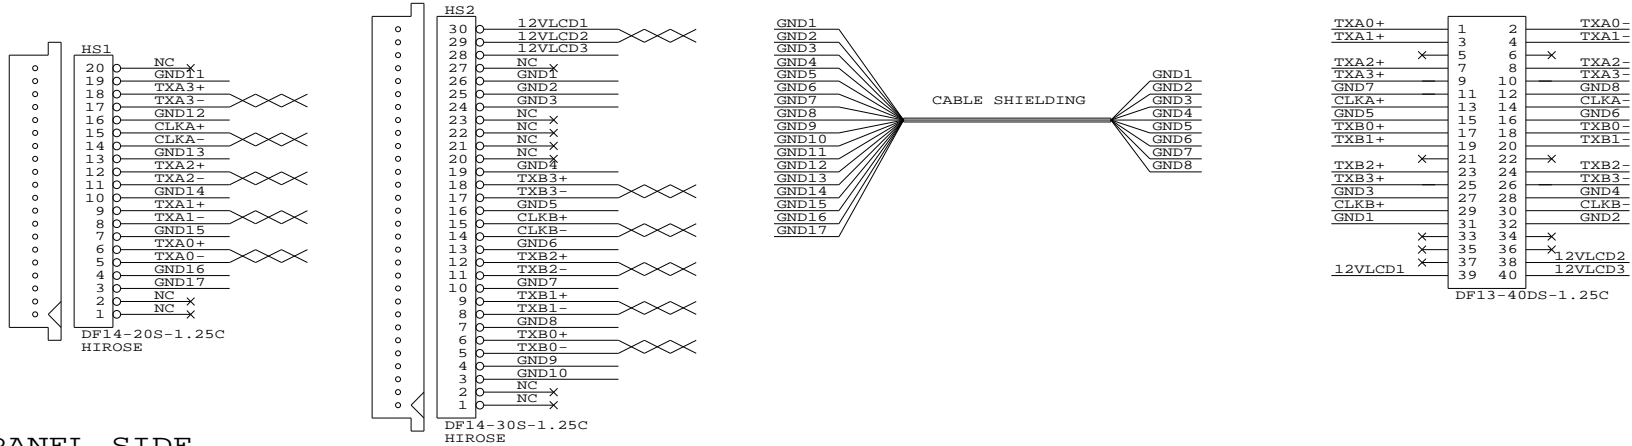 HS1
20 NC
19 GND11
18 TXA3+
17 TXA3-
16 GND12
15 CLKA+
14 CLKA-
13 GND13
12 TXA2+
11 TXA2-
10 GND14
9 TXA1+
8 TXA1-
7 GND15
6 TXA0+
5 TXA0-
4 GND16
3 GND17
2 NC
1 NC
DF14-20S-1.25C
HIROSE
HS2
30 12VLCD1
29 12VLCD2
28 12VLCD3
27 NC
26 GND1
25 GND2
24 GND3
23 NC
22 NC
21 NC
20 NC
19 GND4
18 TXB3+
17 TXB3-
16 GND5
15 CLKB+
14 CLKB-
13 GND6
12 TXB2+
11 TXB2-
10 GND7
9 TXB1+
8 TXB1-
7 GND8
6 TXB0+
5 TXB0-
4 GND9
3 GND10
2 NC
1 NC
DF14-30S-1.25C
HIROSE
GND1
GND2
GND3
GND4
GND5
GND6
GND7
GND8
GND9
GND10
GND11
GND12
GND13
GND14
GND15
GND16
GND17
CABLE SHIELDING
GND1
GND2
GND3
GND4
GND5
GND6
GND7
GND8
TXA0+ 1 2 TXA0-
TXA1+ 3 4 TXA1-
5 6
TXA2+ 7 8 TXA2-
TXA3+ 9 10 TXA3-
GND7 11 12 GND8
CLKA+ 13 14 CLKA-
GND5 15 16 GND6
TXB0+ 17 18 TXB0-
TXB1+ 19 20 TXB1-
21 22
TXB2+ 23 24 TXB2-
TXB3+ 25 26 TXB3-
GND3 27 28 GND4
CLKB+ 29 30 CLKB-
GND1 31 32 GND2
33 34
35 36
37 38 12VLCD2
12VLCD1 39 40 12VLCD3
DF13-40DS-1.25C
PANEL SIDE